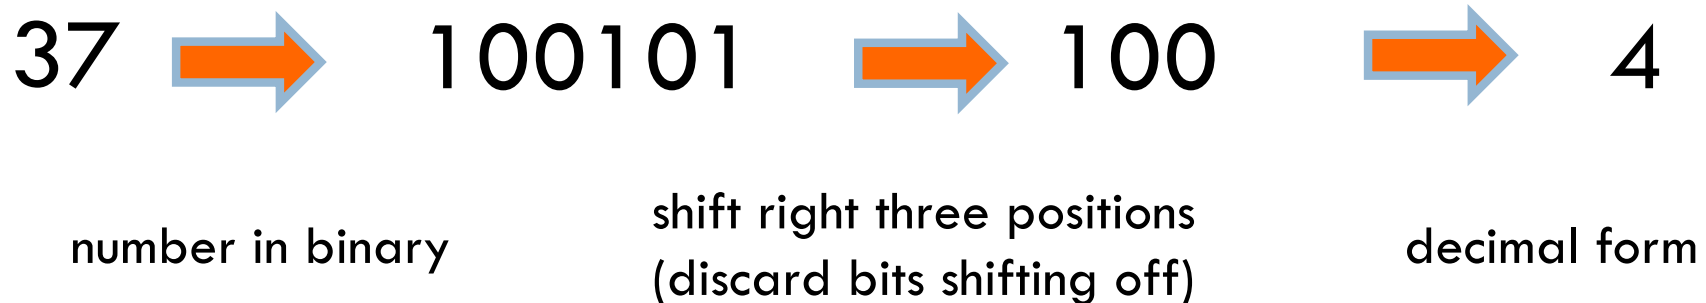 37 100101 100 4
number in binary
shift right three positions
(discard bits shifting off)
decimal form